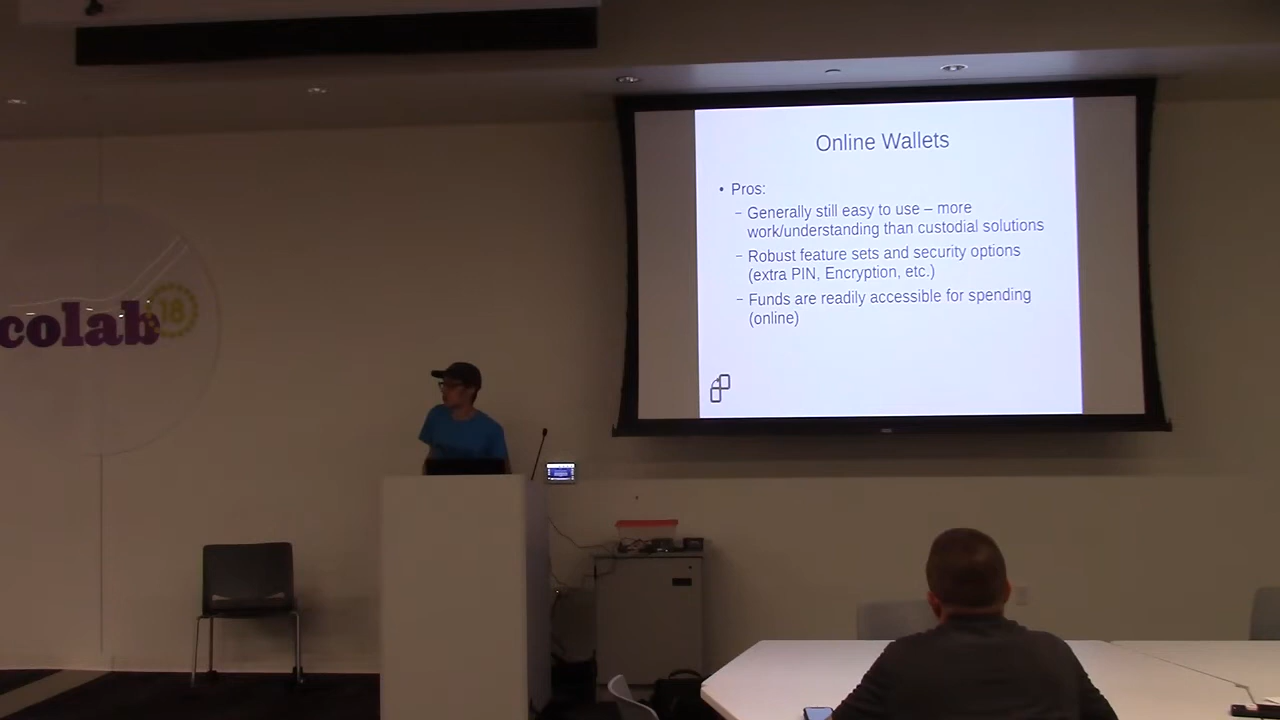 Online Wallets
• Pros:
– Generally still easy to use – more
work/understanding than custodial solutions
– Robust feature sets and security options
(extra PIN, Encryption, etc.)
– Funds are readily accessible for spending
(online)
colab
18